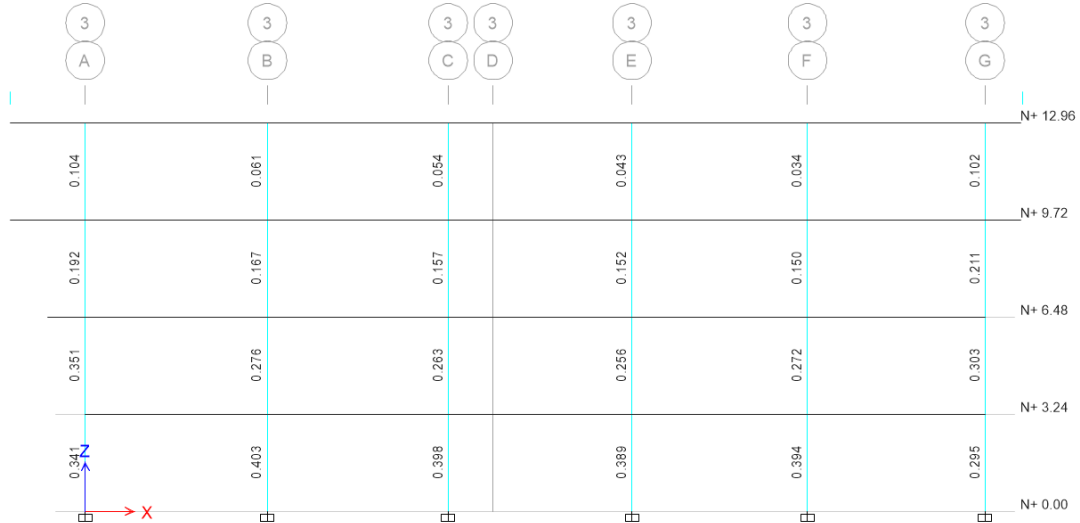 3 3 3 3 3 3 3
A B C D E F G
N+ 12.96
0.104 0.061 0.054 0.043 0.034 0.102
N+ 9.72
0.192 0.167 0.157 0.152 0.150 0.211
N+ 6.48
0.351 0.276 0.263 0.256 0.272 0.303
N+ 3.24
0.341 0.403 0.398 0.389 0.394 0.295
Z
N+ 0.00
X